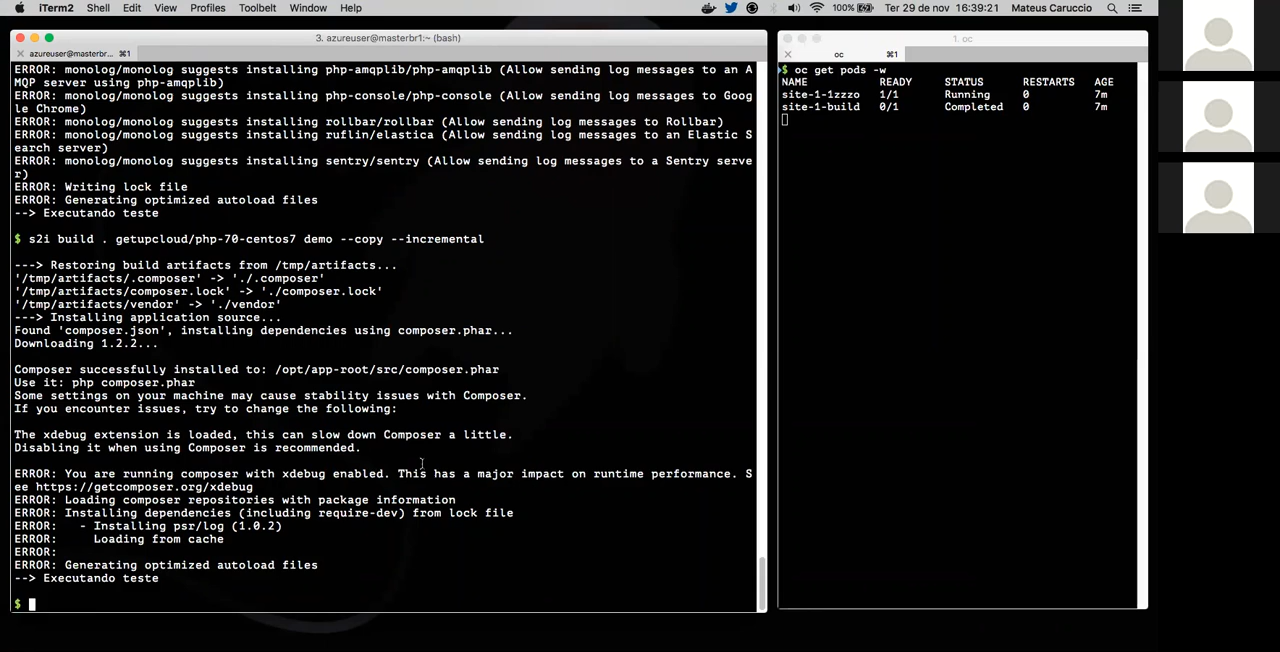 iTerm2 Shell Edit View Profiles Toolbelt Window Help 100% Ter 29 de nov 16:39:21 Mateus Caruccio
3. azureuser@masterbr1:~ (bash)
azureuser@masterbr... ⌘1
ERROR: monolog/monolog suggests installing php-amqplib/php-amqplib (Allow sending log messages to an A
MQP server using php-amqplib)
ERROR: monolog/monolog suggests installing php-console/php-console (Allow sending log messages to Goog
le Chrome)
ERROR: monolog/monolog suggests installing rollbar/rollbar (Allow sending log messages to Rollbar)
ERROR: monolog/monolog suggests installing ruflin/elastica (Allow sending log messages to an Elastic S
earch server)
ERROR: monolog/monolog suggests installing sentry/sentry (Allow sending log messages to a Sentry serve
r)
ERROR: Writing lock file
ERROR: Generating optimized autoload files
--> Executando teste
$ s2i build . getupcloud/php-70-centos7 demo --copy --incremental
---> Restoring build artifacts from /tmp/artifacts...
'/tmp/artifacts/.composer' -> './.composer'
'/tmp/artifacts/composer.lock' -> './composer.lock'
'/tmp/artifacts/vendor' -> './vendor'
---> Installing application source...
Found 'composer.json', installing dependencies using composer.phar...
Downloading 1.2.2...
Composer successfully installed to: /opt/app-root/src/composer.phar
Use it: php composer.phar
Some settings on your machine may cause stability issues with Composer.
If you encounter issues, try to change the following:
The xdebug extension is loaded, this can slow down Composer a little.
Disabling it when using Composer is recommended.
ERROR: You are running composer with xdebug enabled. This has a major impact on runtime performance. S
ee https://getcomposer.org/xdebug
ERROR: Loading composer repositories with package information
ERROR: Installing dependencies (including require-dev) from lock file
ERROR:   - Installing psr/log (1.0.2)
ERROR:     Loading from cache
ERROR:
ERROR: Generating optimized autoload files
--> Executando teste
$
1. oc
oc ⌘1
$ oc get pods -w
NAME READY STATUS RESTARTS AGE
site-1-1zzzo 1/1 Running 0 7m
site-1-build 0/1 Completed 0 7m